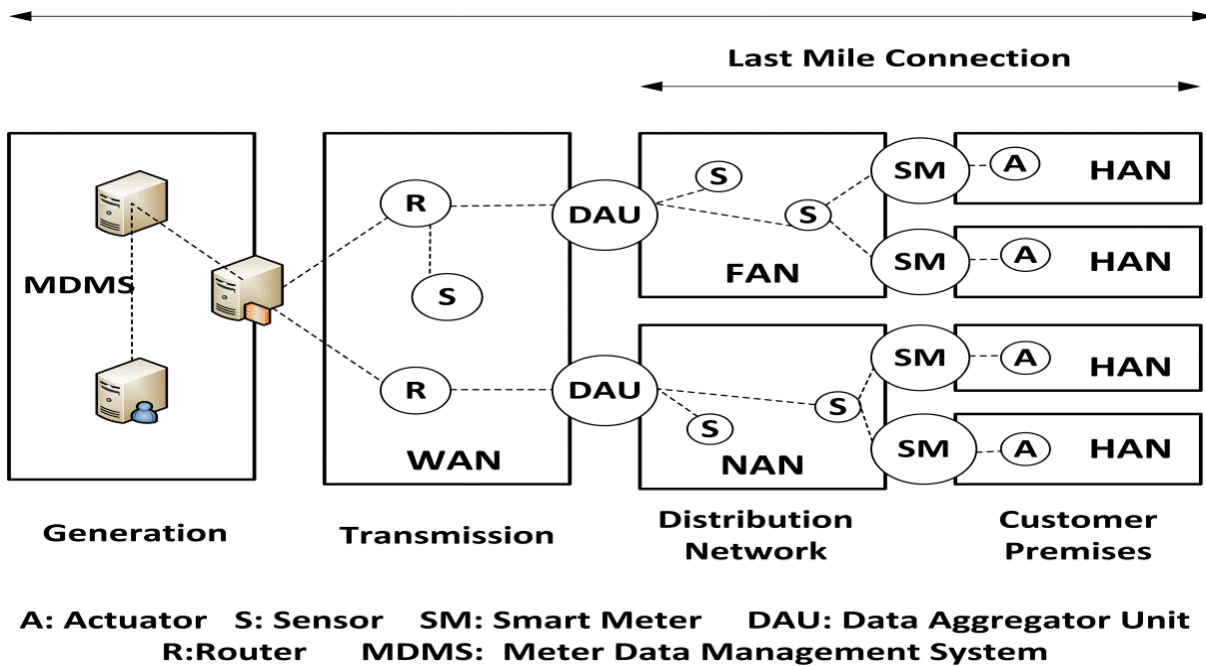 Last Mile Connection
SM
A
HAN
S
R
DAU
S
SM
A
HAN
MDMS
S
FAN
SM
A
HAN
R
DAU
S
S
SM
A
HAN
WAN
NAN
Generation
Transmission
Distribution
Network
Customer
Premises
A: Actuator S: Sensor SM: Smart Meter DAU: Data Aggregator Unit
R:Router MDMS: Meter Data Management System